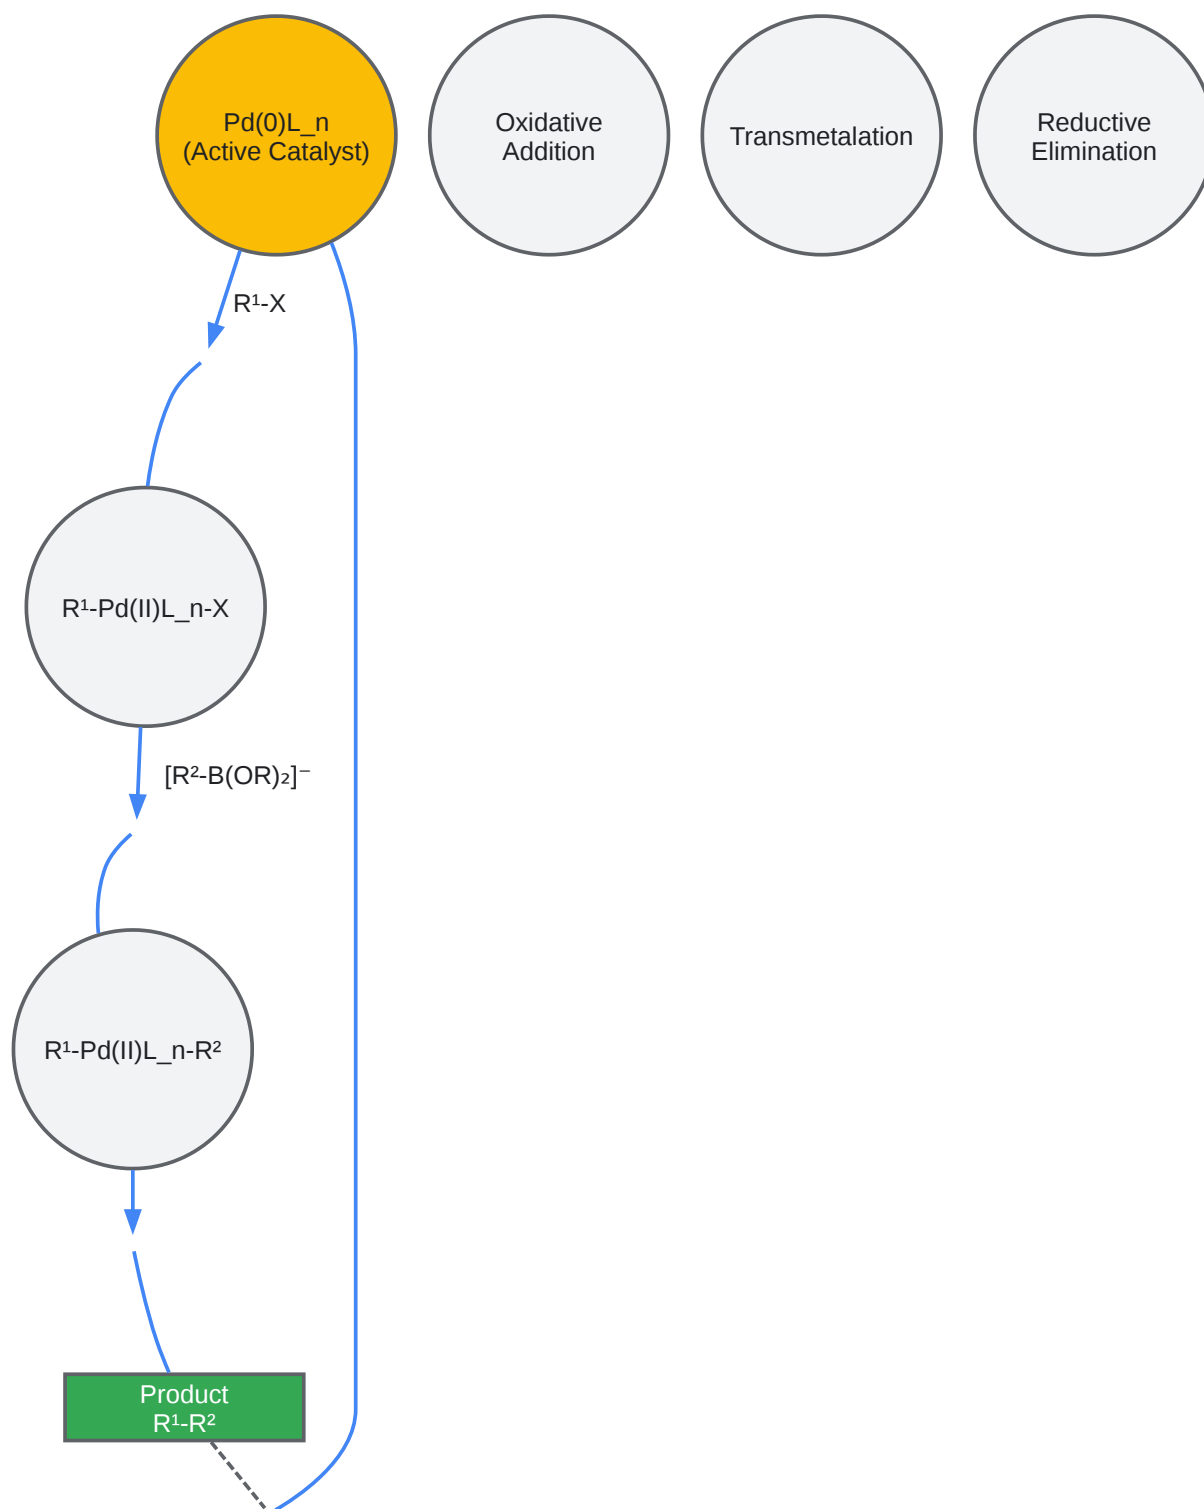 Pd(0)L_n
(Active Catalyst)
Oxidative
Addition
Transmetalation
Reductive
Elimination
R¹-X
R¹-Pd(II)L_n-X
[R²-B(OR)₂]⁻
R¹-Pd(II)L_n-R²
Product
R¹-R²